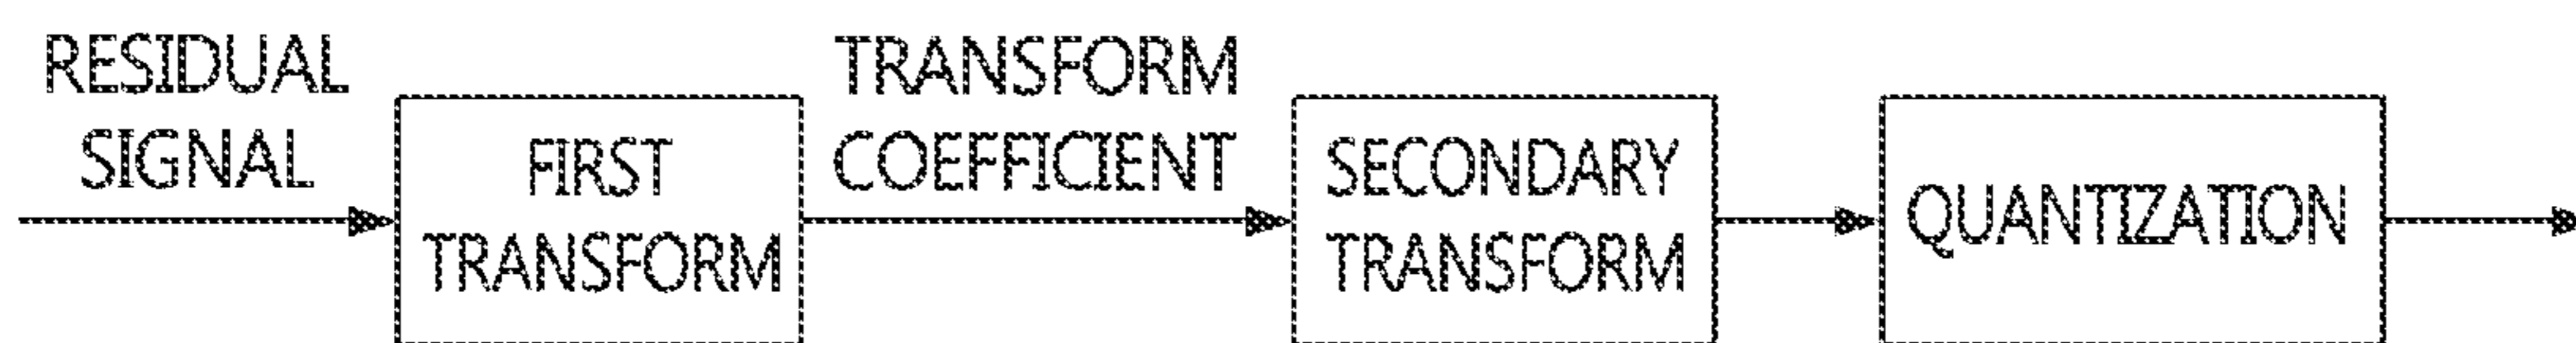 RESIDUAL
SIGNAL
FIRST
TRANSFORM
TRANSFORM
COEFFICIENT
SECONDARY
TRANSFORM
QUANTIZATION